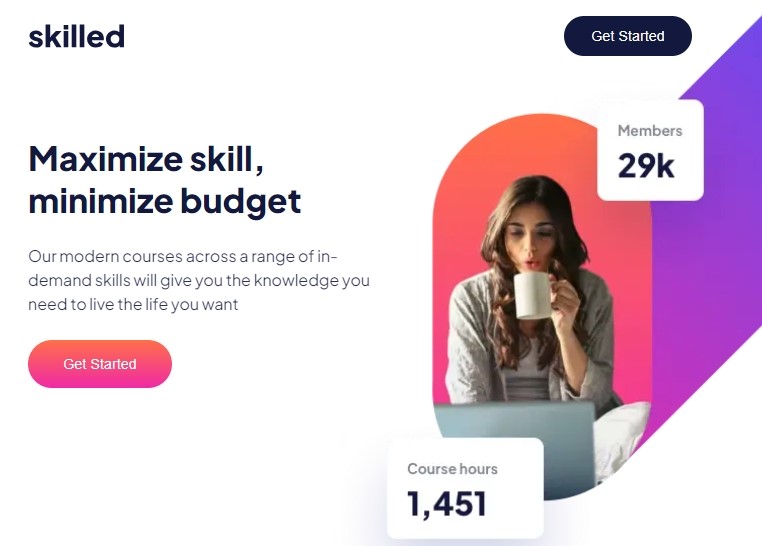 skilled
Get Started
Maximize skill,
minimize budget
Our modern courses across a range of in-
demand skills will give you the knowledge you
need to live the life you want
Get Started
Members
29k
Course hours
1,451